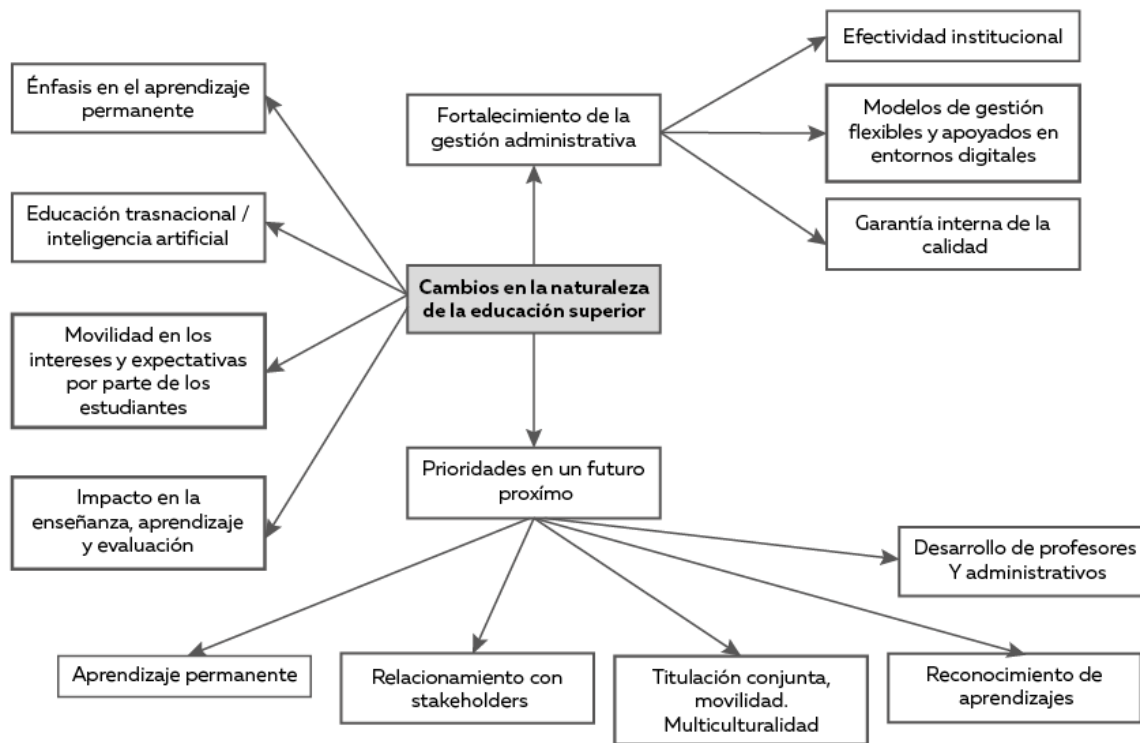 Efectividad institucional
Énfasis en el aprendizaje
permanente
Fortalecimiento de la
gestión administrativa
Modelos de gestión
flexibles y apoyados en
entornos digitales
Educación trasnacional /
inteligencia artificial
Garantía interna de la
calidad
Cambios en la naturaleza
de la educación superior
Movilidad en los
intereses y expectativas
por parte de los
estudiantes
Prioridades en un futuro
proxímo
Impacto en la
enseñanza, aprendizaje
y evaluación
Desarrollo de profesores
Y administrativos
Aprendizaje permanente
Relacionamiento con
stakeholders
Titulación conjunta,
movilidad.
Multiculturalidad
Reconocimiento de
aprendizajes